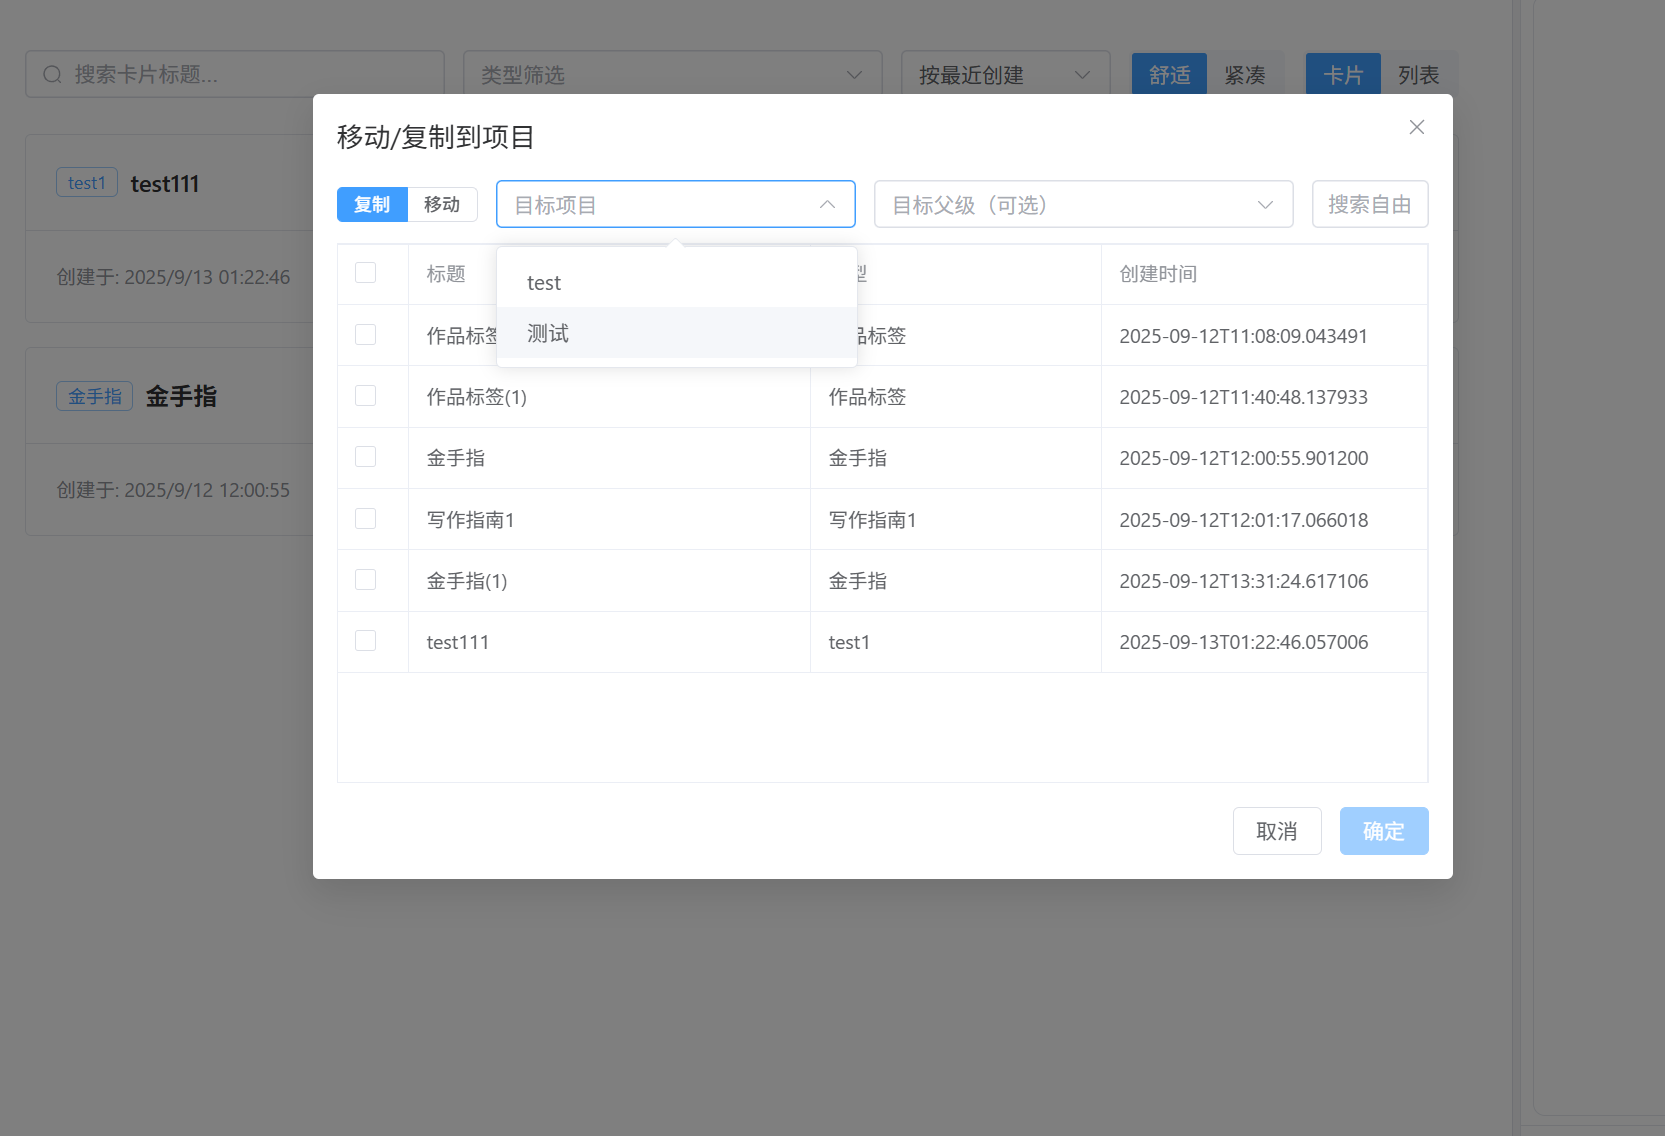 搜索卡片标题...
类型筛选
按最近创建
舒适
紧凑
卡片
列表
test1
test111
创建于: 2025/9/13 01:22:46
金手指
金手指
创建于: 2025/9/12 12:00:55
移动/复制到项目
复制
移动
目标项目
目标父级（可选）
搜索自由
test
测试
标题
型
创建时间
作品标签
品标签
2025-09-12T11:08:09.043491
作品标签(1)
作品标签
2025-09-12T11:40:48.137933
金手指
金手指
2025-09-12T12:00:55.901200
写作指南1
写作指南1
2025-09-12T12:01:17.066018
金手指(1)
金手指
2025-09-12T13:31:24.617106
test111
test1
2025-09-13T01:22:46.057006
取消
确定